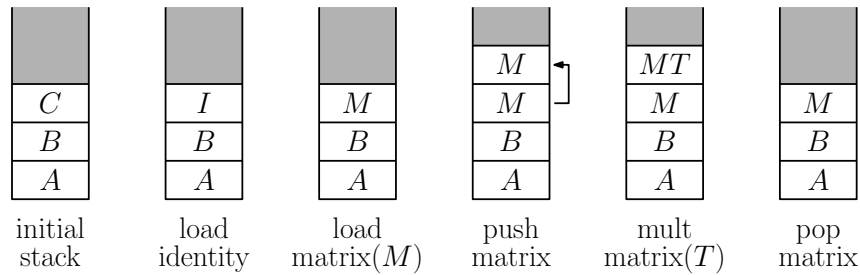 M MT
C I M M M M
B B B B B B
A A A A A A
initial load load push mult pop
stack identity matrix(M) matrix matrix(T) matrix